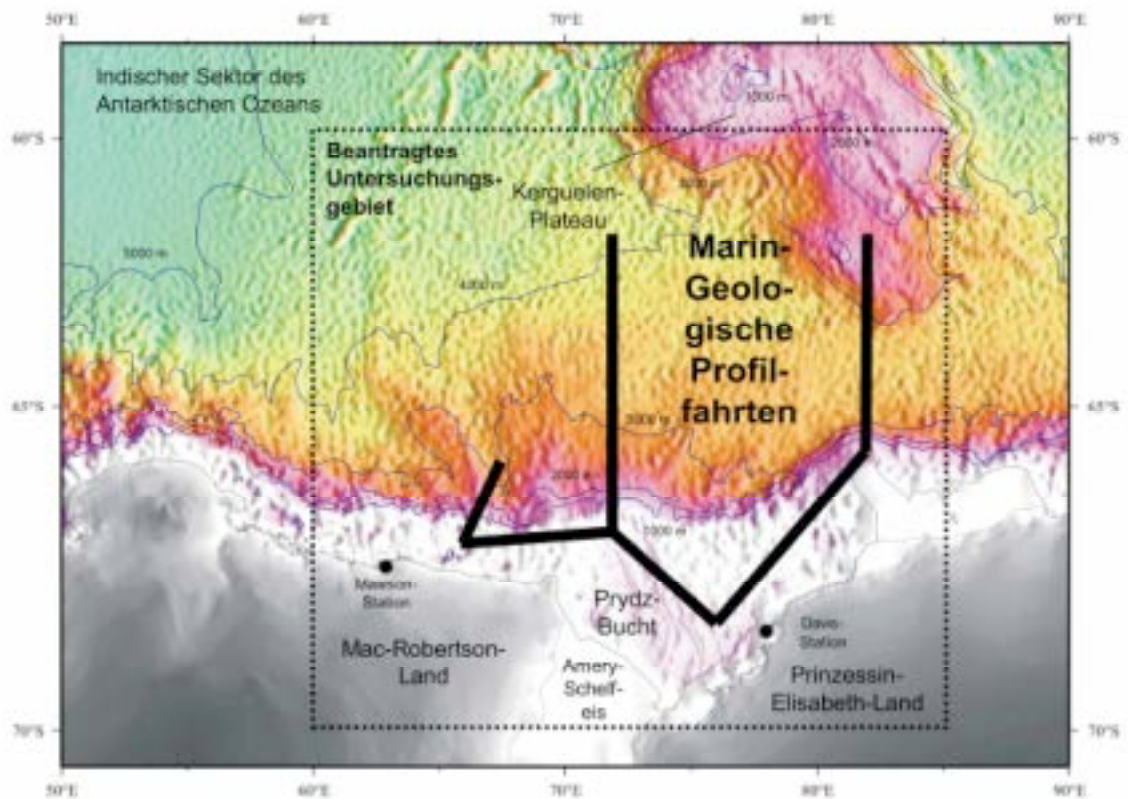 50°E
60°E
70°E
80°E
90°E
Indischer Sektor des
Antarktischen Ozeans
1000 m
60°S
60°S
2000 m
Beantragtes
Untersuchungs-
gebiet
Kerguelen-
Plateau
Marin-
Geolo-
gische
Profil-
fahrten
5000 m
4000 m
65°S
65°S
3000 m
2000 m
1000 m
Mawson-
Station
Prydz-
Bucht
Davis-
Station
Mac-Robertson-
Land
Amery-
Schelf-
eis
Prinzessin-
Elisabeth-Land
70°S
70°S
50°E
60°E
70°E
80°E
90°E